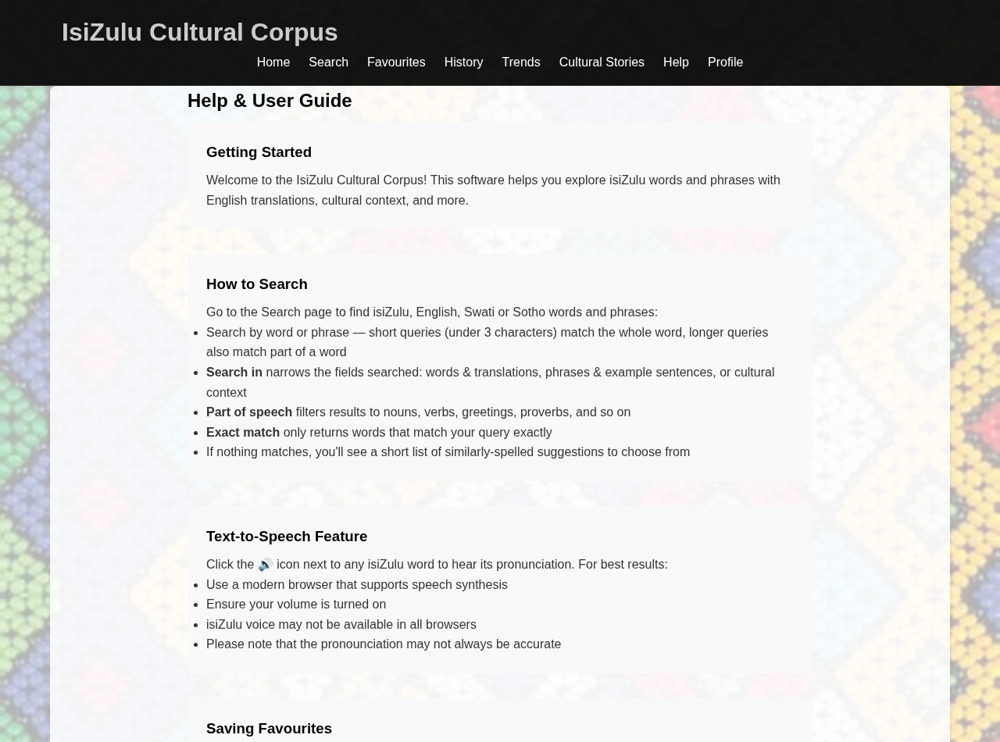 IsiZulu Cultural Corpus
Home Search Favourites History Trends Cultural Stories Help Profile
Help & User Guide
Getting Started
Welcome to the IsiZulu Cultural Corpus! This software helps you explore isiZulu words and phrases with
English translations, cultural context, and more.
How to Search
Go to the Search page to find isiZulu, English, Swati or Sotho words and phrases:
• Search by word or phrase — short queries (under 3 characters) match the whole word, longer queries
also match part of a word
• Search in narrows the fields searched: words & translations, phrases & example sentences, or cultural
context
• Part of speech filters results to nouns, verbs, greetings, proverbs, and so on
• Exact match only returns words that match your query exactly
• If nothing matches, you'll see a short list of similarly-spelled suggestions to choose from
Text-to-Speech Feature
Click the 🔊 icon next to any isiZulu word to hear its pronunciation. For best results:
• Use a modern browser that supports speech synthesis
• Ensure your volume is turned on
• isiZulu voice may not be available in all browsers
• Please note that the pronounciation may not always be accurate
Saving Favourites